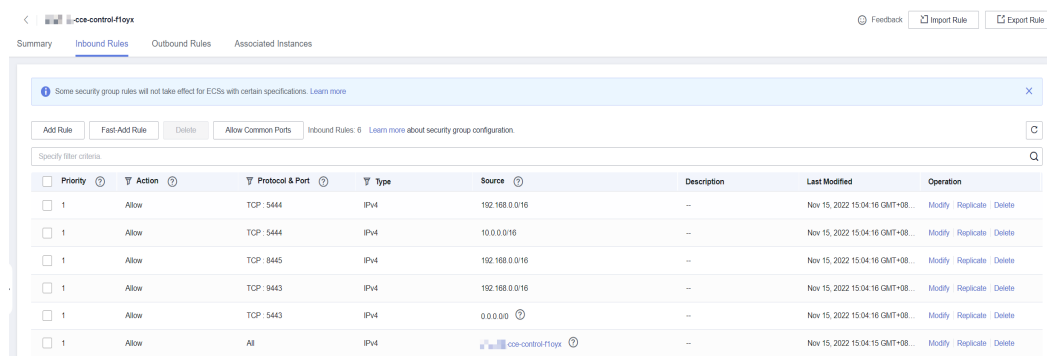 -cce-control-f1oyx
Feedback
Import Rule
Export Rule
Summary Inbound Rules Outbound Rules Associated Instances
Some security group rules will not take effect for ECSs with certain specifications. Learn more
Add Rule Fast-Add Rule Delete Allow Common Ports Inbound Rules: 6 Learn more about security group configuration.
Specify filter criteria.
Priority Action Protocol & Port Type Source Description Last Modified Operation
1 Allow TCP : 5444 IPv4 192.168.0.0/16 -- Nov 15, 2022 15:04:16 GMT+08... Modify Replicate Delete
1 Allow TCP : 5444 IPv4 10.0.0.0/16 -- Nov 15, 2022 15:04:16 GMT+08... Modify Replicate Delete
1 Allow TCP : 8445 IPv4 192.168.0.0/16 -- Nov 15, 2022 15:04:16 GMT+08... Modify Replicate Delete
1 Allow TCP : 9443 IPv4 192.168.0.0/16 -- Nov 15, 2022 15:04:16 GMT+08... Modify Replicate Delete
1 Allow TCP : 5443 IPv4 0.0.0.0/0 -- Nov 15, 2022 15:04:16 GMT+08... Modify Replicate Delete
1 Allow All IPv4 -cce-control-f1oyx -- Nov 15, 2022 15:04:15 GMT+08... Modify Replicate Delete